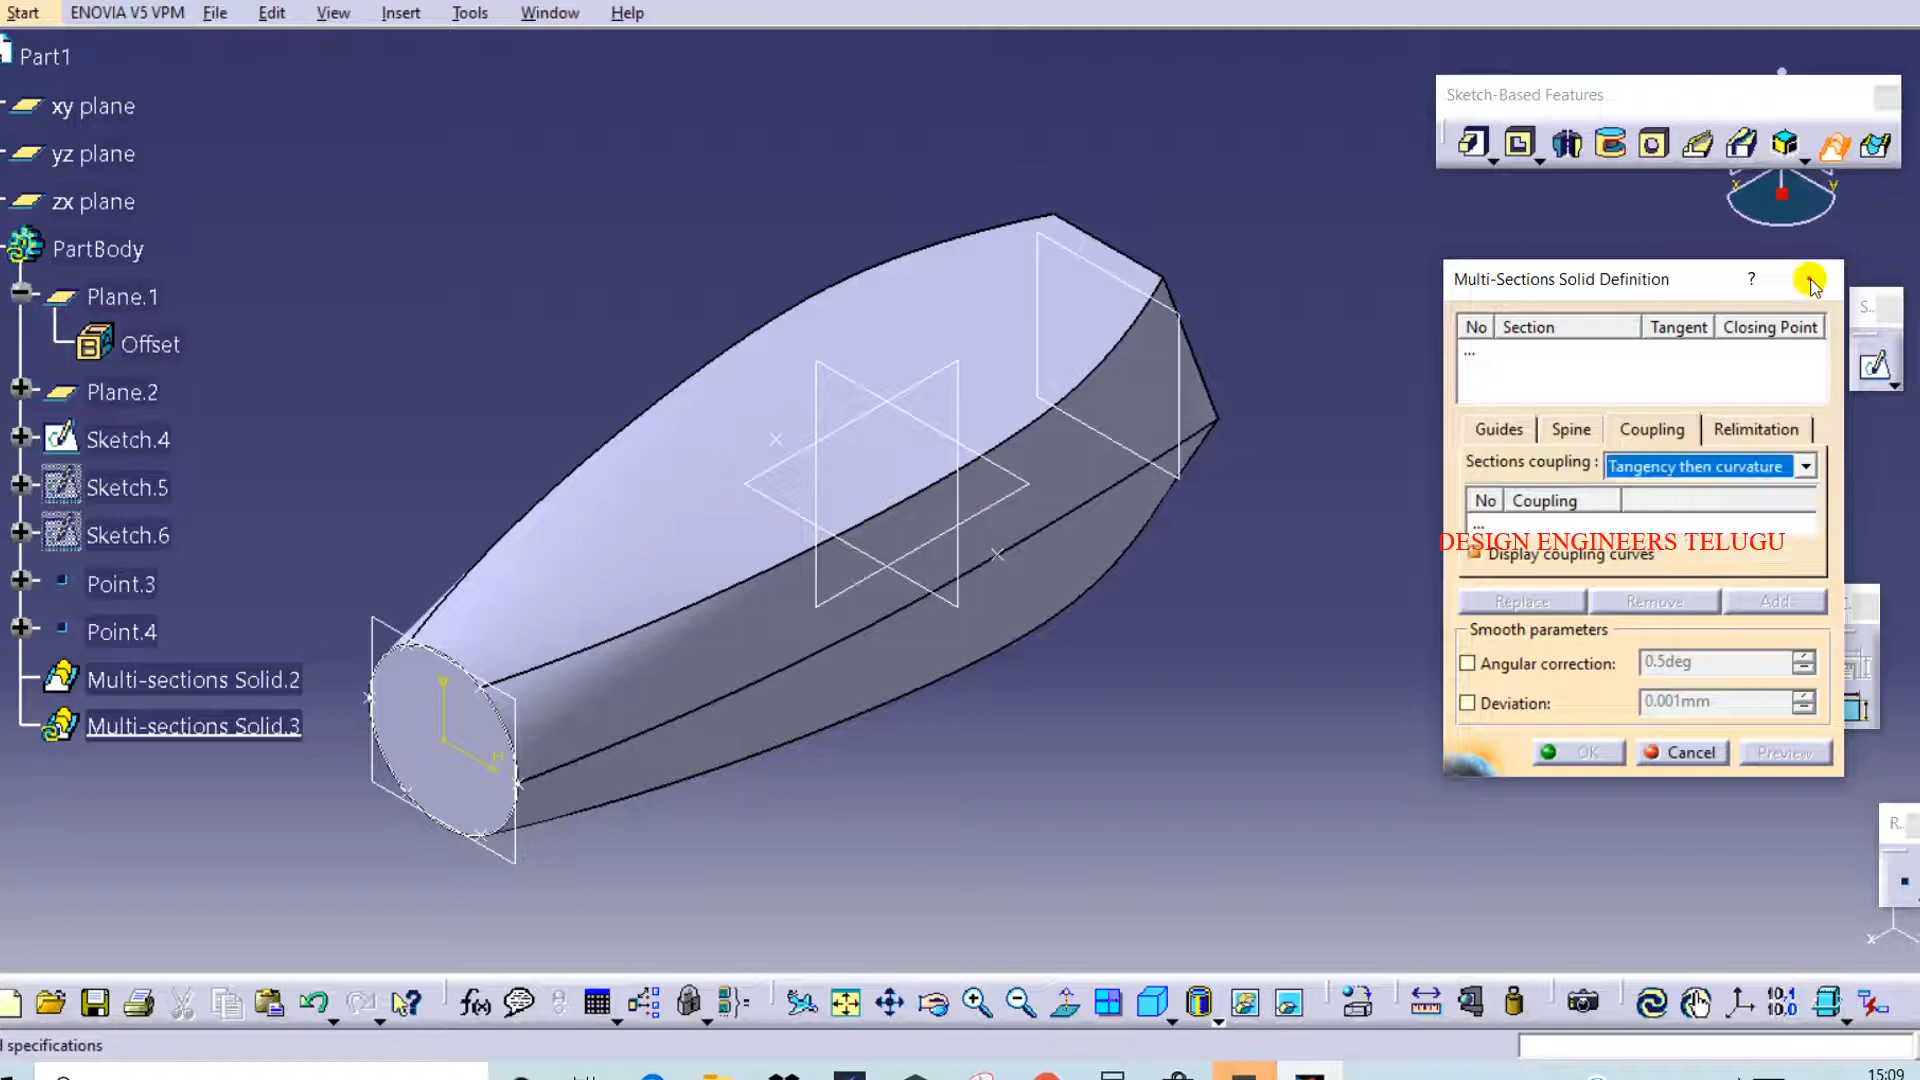 Start ENOVIA V5 VPM File Edit View Insert Tools Window Help
Part1
xy plane
yz plane
zx plane
PartBody
Plane.1
Offset
Plane.2
Sketch.4
Sketch.5
Sketch.6
Point.3
Point.4
Multi-sections Solid.2
Multi-sections Solid.3
Sketch-Based Features
Multi-Sections Solid Definition ?
No Section Tangent Closing Point
...
Guides Spine Coupling Relimitation
Sections coupling : Tangency then curvature
No Coupling
...
DESIGN ENGINEERS TELUGU
Display coupling curves
Replace Remove Add
Smooth parameters
Angular correction: 0.5deg
Deviation: 0.001mm
OK Cancel Preview
S..
R..
V
H
x
y
x
f(x)
10,1
10,0
d specifications
15:09